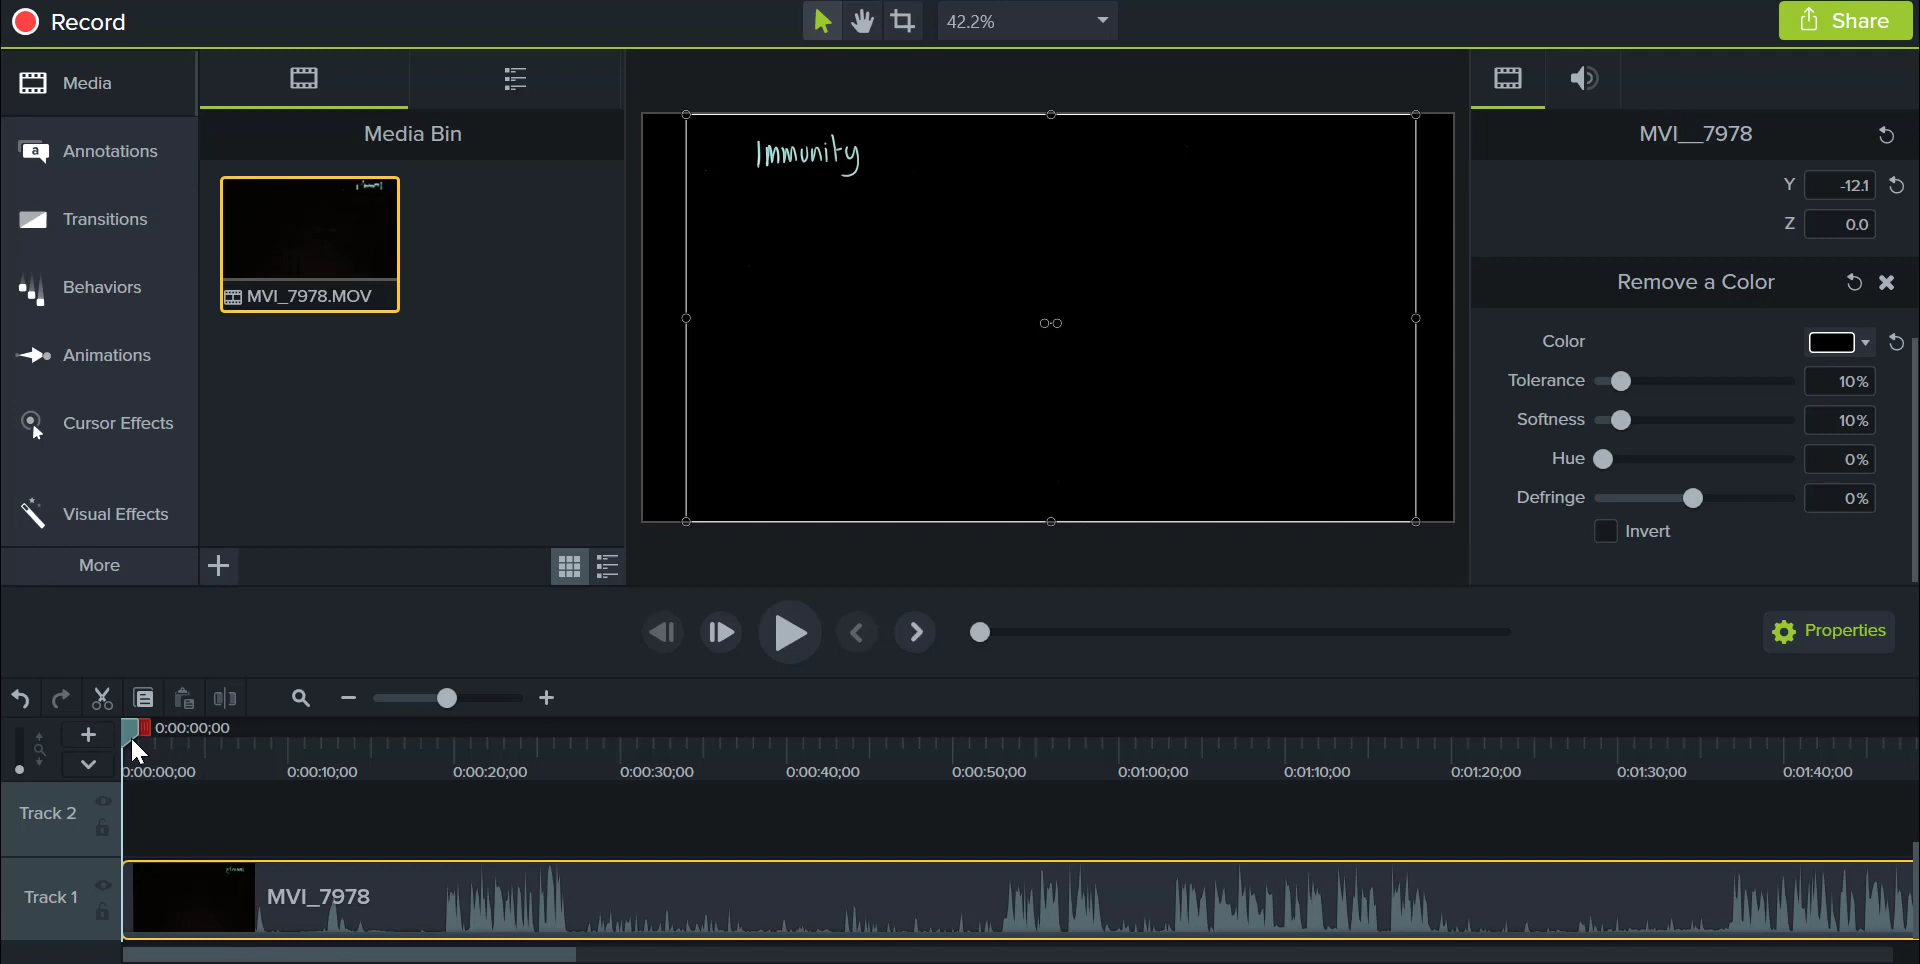 Record
42.2%
Share
Media
Annotations
Transitions
Behaviors
Animations
Cursor Effects
Visual Effects
More
Media Bin
MVI_7978.MOV
Immunity
MVI__7978
Y -12.1
Z 0.0
Remove a Color
Color
Tolerance 10%
Softness 10%
Hue 0%
Defringe 0%
Invert
Properties
0:00:00;00
0:00:00;00 0:00:10;00 0:00:20;00 0:00:30;00 0:00:40;00 0:00:50;00 0:01:00;00 0:01:10;00 0:01:20;00 0:01:30;00 0:01:40;00
Track 2
Track 1
MVI_7978